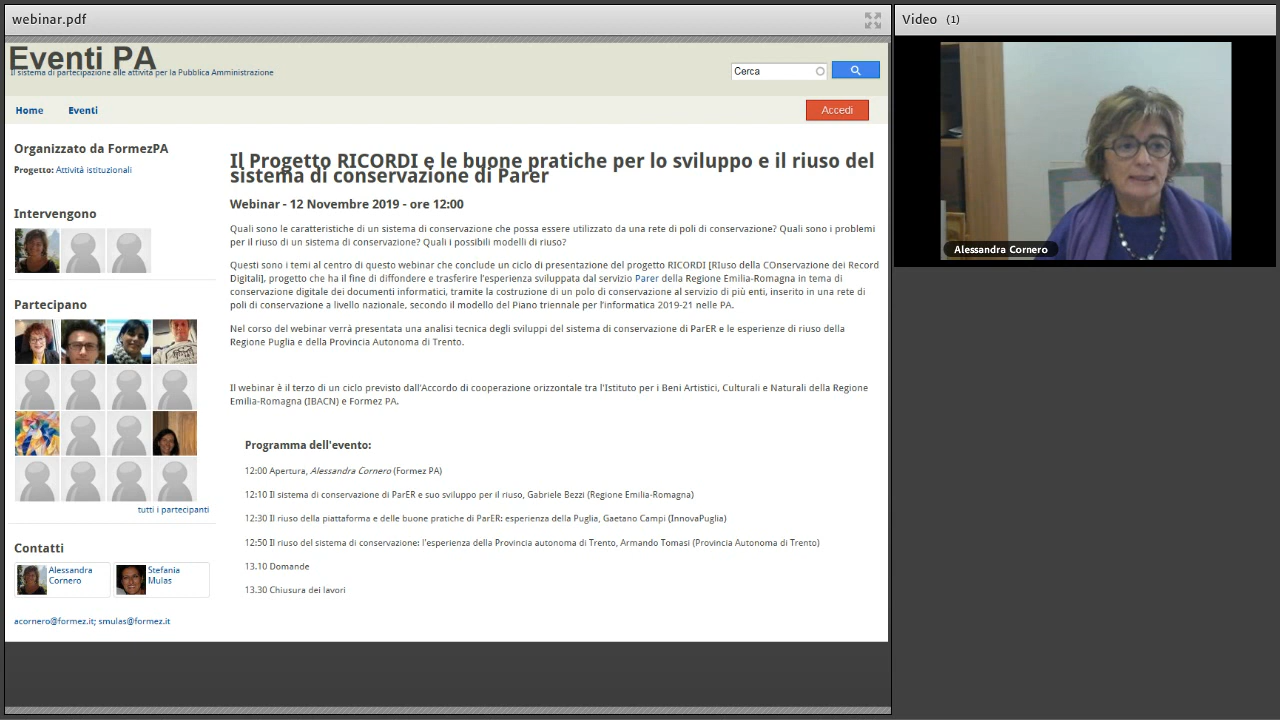 webinar.pdf
Video (1)
Eventi PA
Il sistema di partecipazione alle attività per la Pubblica Amministrazione
Cerca
Home
Eventi
Accedi
Organizzato da FormezPA
Progetto: Attività istituzionali
Intervengono
Partecipano
tutti i partecipanti
Contatti
Alessandra
Cornero
Stefania
Mulas
acornero@formez.it; smulas@formez.it
Il Progetto RICORDI e le buone pratiche per lo sviluppo e il riuso del
sistema di conservazione di Parer
Webinar - 12 Novembre 2019 - ore 12:00
Quali sono le caratteristiche di un sistema di conservazione che possa essere utilizzato da una rete di poli di conservazione? Quali sono i problemi
per il riuso di un sistema di conservazione? Quali i possibili modelli di riuso?
Questi sono i temi al centro di questo webinar che conclude un ciclo di presentazione del progetto RICORDI [RIuso della COnservazione dei Record
Digitali], progetto che ha il fine di diffondere e trasferire l'esperienza sviluppata dal servizio Parer della Regione Emilia-Romagna in tema di
conservazione digitale dei documenti informatici, tramite la costruzione di un polo di conservazione al servizio di più enti, inserito in una rete di
poli di conservazione a livello nazionale, secondo il modello del Piano triennale per l'informatica 2019-21 nelle PA.
Nel corso del webinar verrà presentata una analisi tecnica degli sviluppi del sistema di conservazione di ParER e le esperienze di riuso della
Regione Puglia e della Provincia Autonoma di Trento.
Il webinar è il terzo di un ciclo previsto dall'Accordo di cooperazione orizzontale tra l'Istituto per i Beni Artistici, Culturali e Naturali della Regione
Emilia-Romagna (IBACN) e Formez PA.
Programma dell'evento:
12:00 Apertura, Alessandra Cornero (Formez PA)
12:10 Il sistema di conservazione di ParER e suo sviluppo per il riuso, Gabriele Bezzi (Regione Emilia-Romagna)
12:30 Il riuso della piattaforma e delle buone pratiche di ParER: esperienza della Puglia, Gaetano Campi (InnovaPuglia)
12:50 Il riuso del sistema di conservazione: l'esperienza della Provincia autonoma di Trento, Armando Tomasi (Provincia Autonoma di Trento)
13.10 Domande
13.30 Chiusura dei lavori
Alessandra Cornero